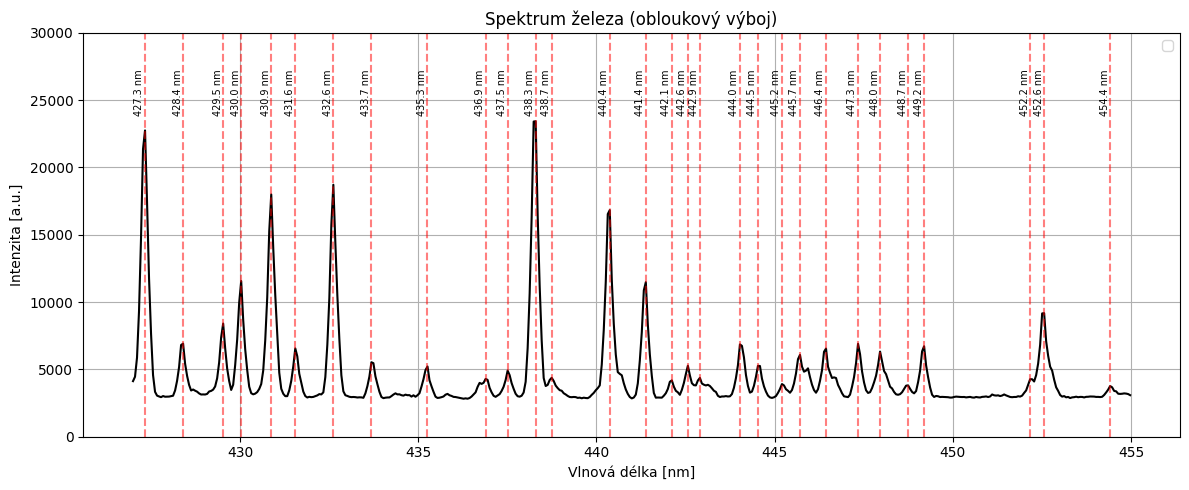 Spektrum železa (obloukový výboj)
Intenzita [a.u.]
30000
25000
20000
15000
10000
5000
0
427.3 nm
428.4 nm
429.5 nm
430.0 nm
430.9 nm
431.6 nm
432.6 nm
433.7 nm
435.3 nm
436.9 nm
437.5 nm
438.3 nm
438.7 nm
440.4 nm
441.4 nm
442.1 nm
442.6 nm
442.9 nm
444.0 nm
444.5 nm
445.2 nm
445.7 nm
446.4 nm
447.3 nm
448.0 nm
448.7 nm
449.2 nm
452.2 nm
452.6 nm
454.4 nm
430
435
440
445
450
455
Vlnová délka [nm]